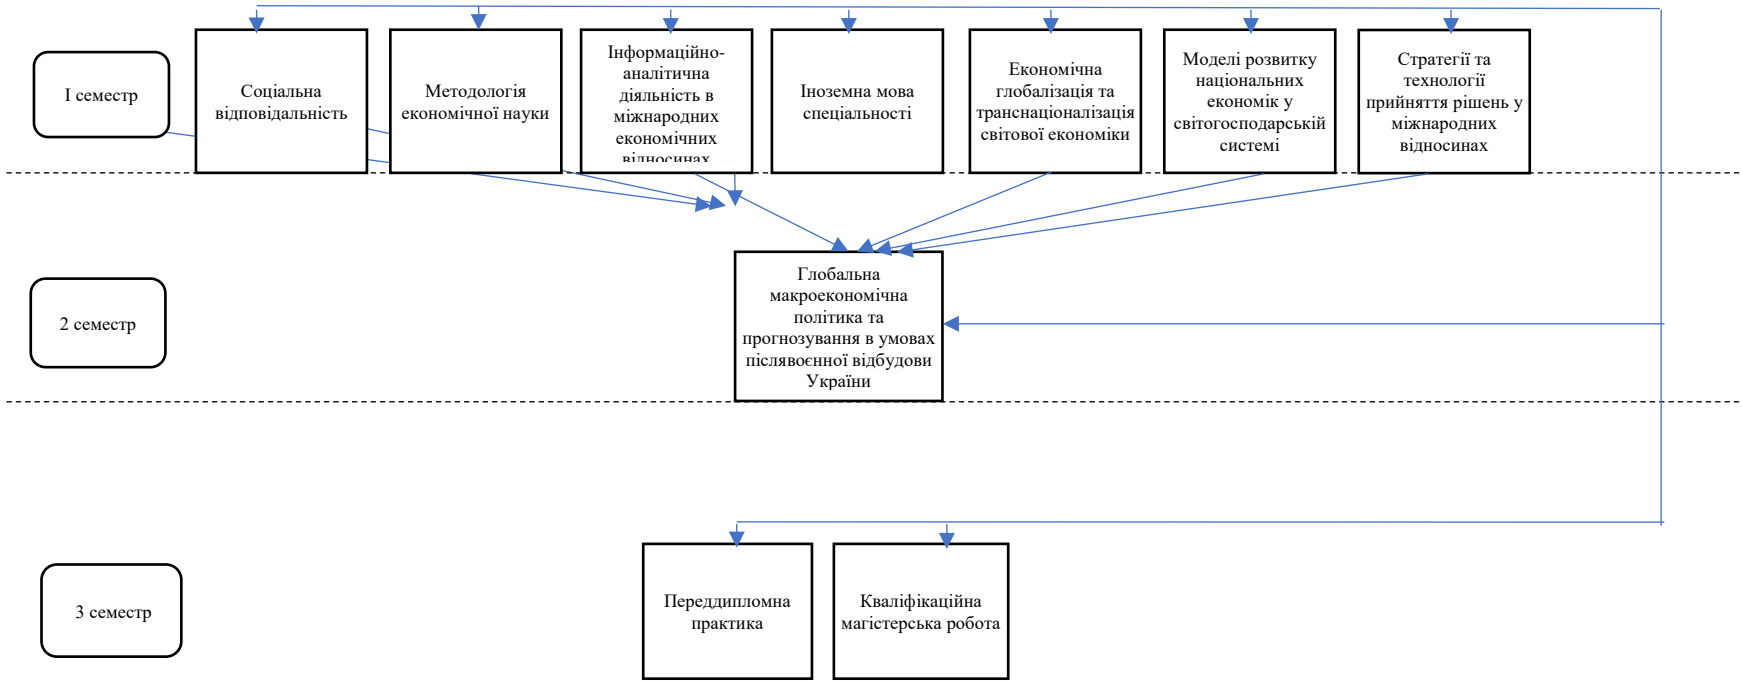 І семестр
Соціальна
відповідальність
Методологія
економічної науки
Інформаційно-
аналітична
діяльність в
міжнародних
економічних
відносинах
Іноземна мова
спеціальності
Економічна
глобалізація та
транснаціоналізація
світової економіки
Моделі розвитку
національних
економік у
світогосподарській
системі
Стратегії та
технології
прийняття рішень у
міжнародних
відносинах
2 семестр
Глобальна
макроекономічна
політика та
прогнозування в умовах
післявоєнної відбудови
України
3 семестр
Переддипломна
практика
Кваліфікаційна
магістерська робота